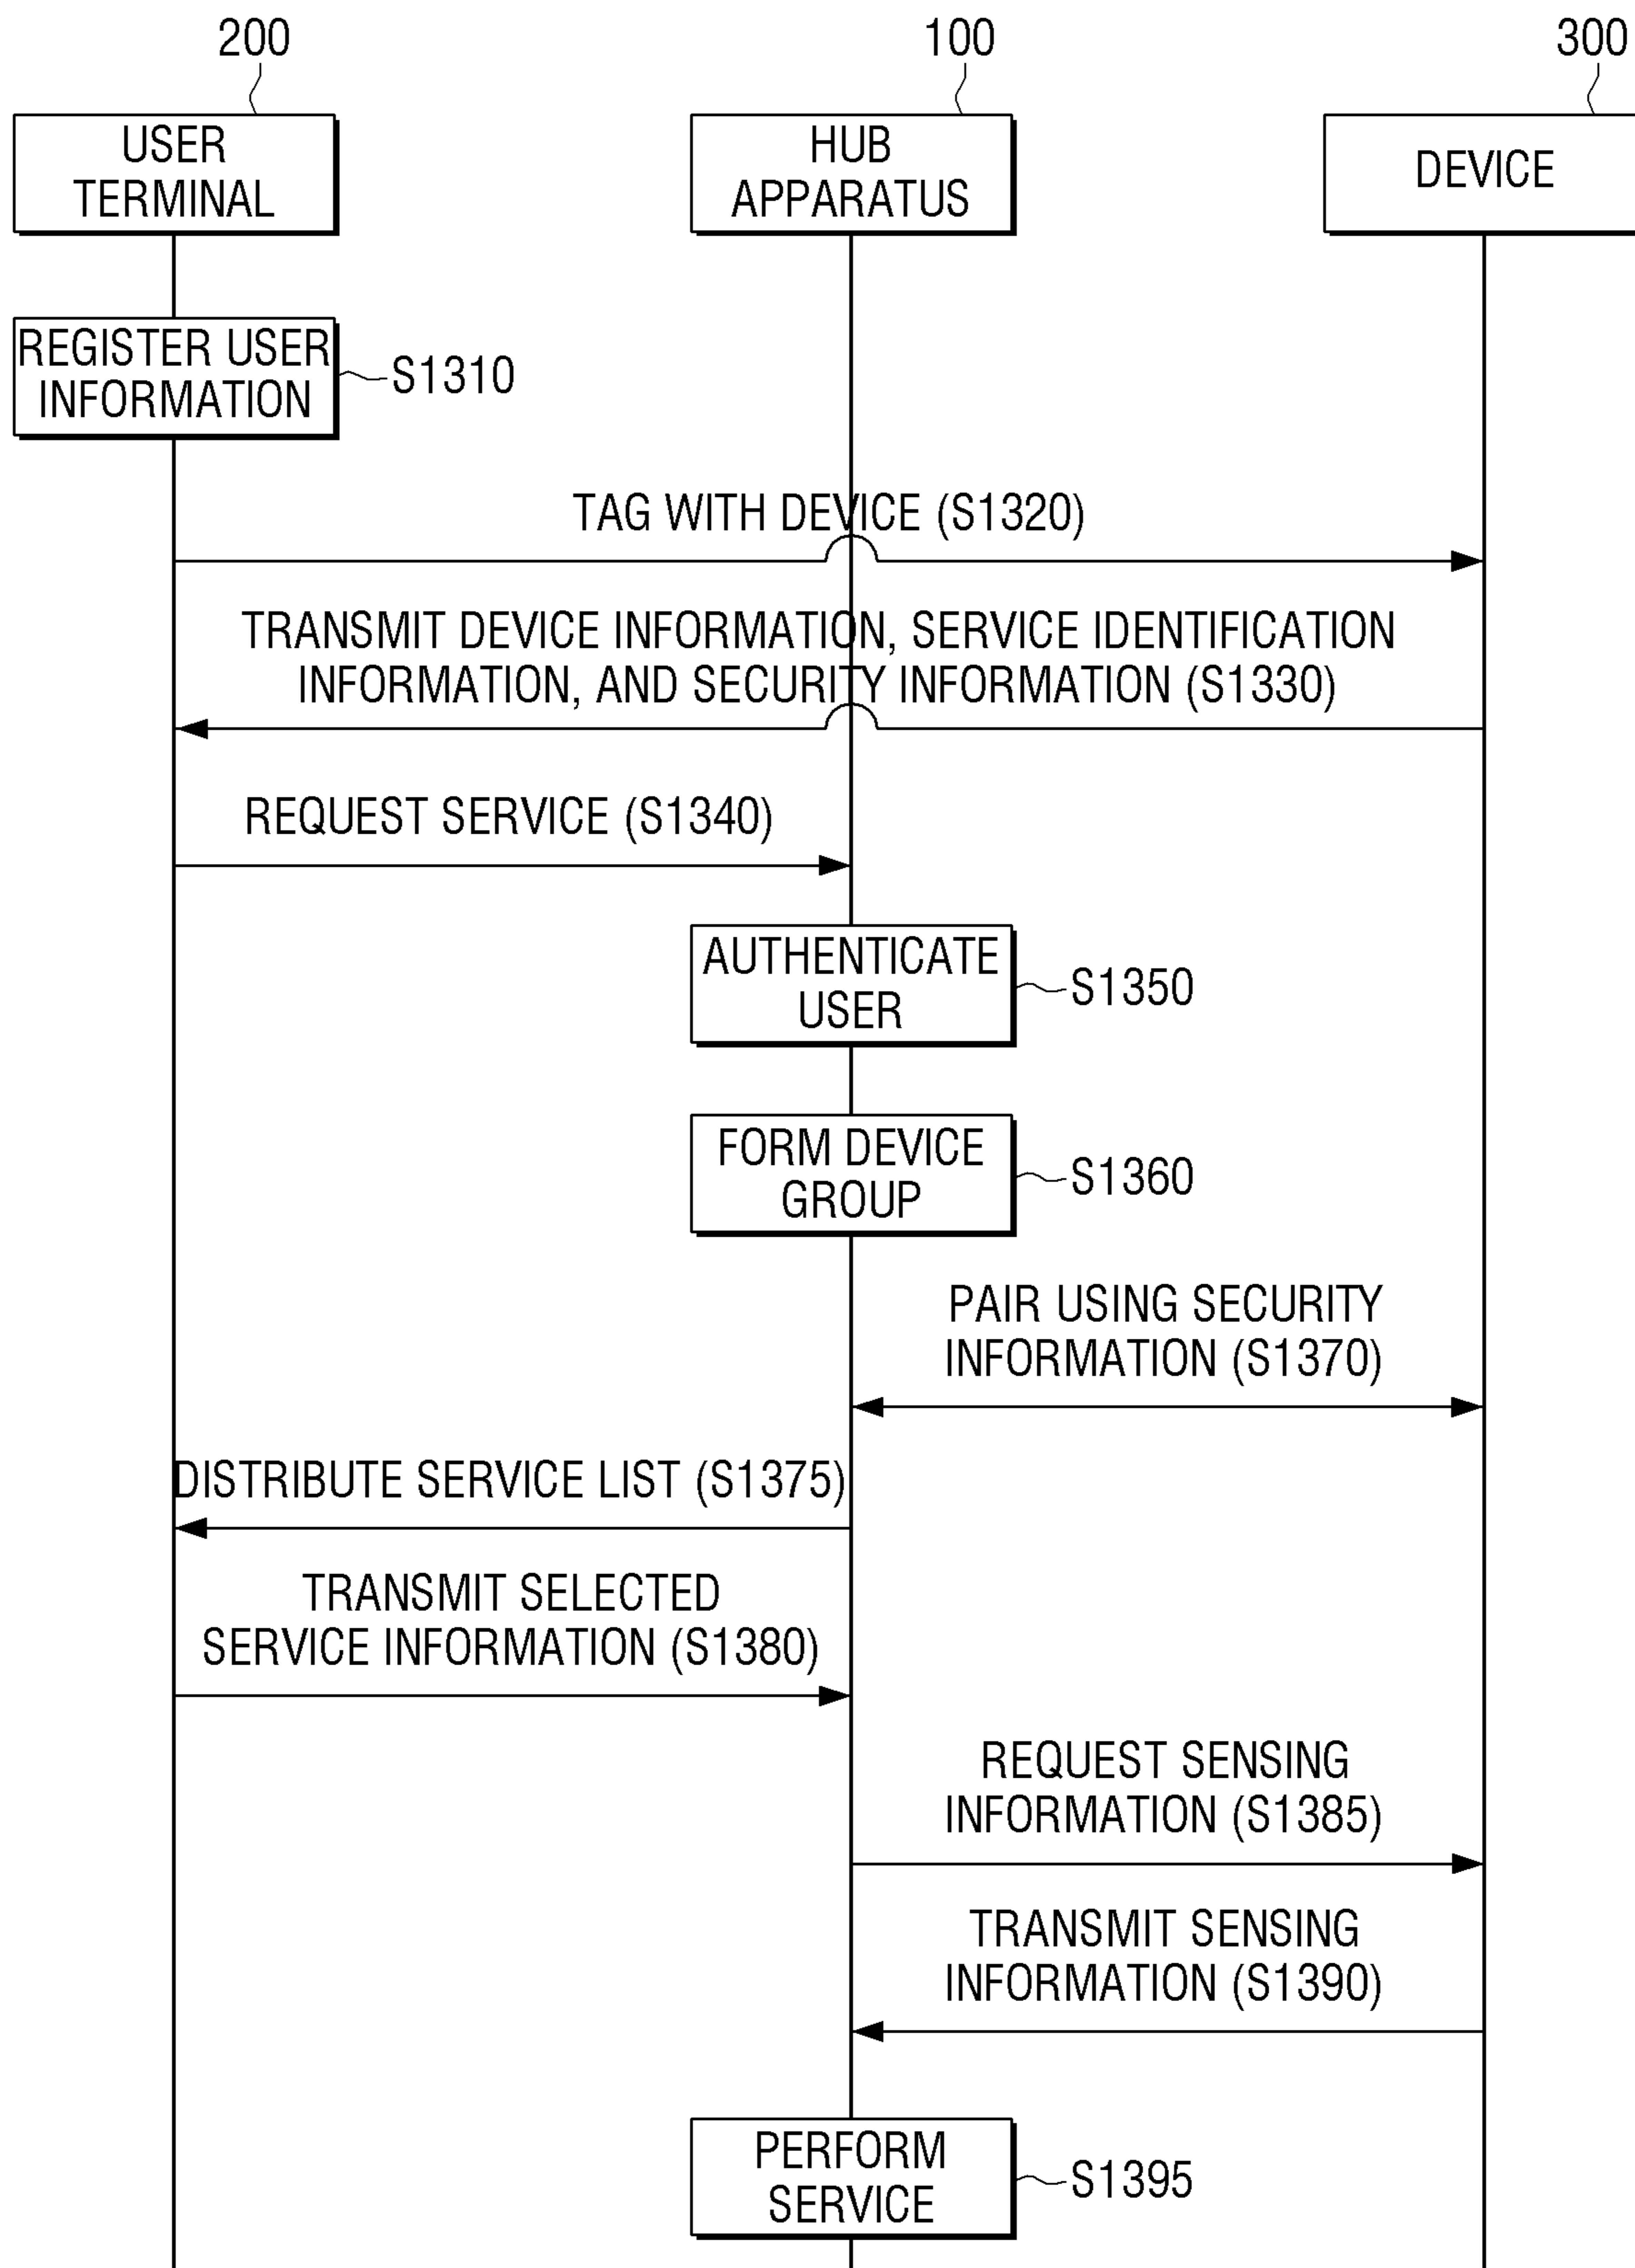 200
100
300
USER
TERMINAL
HUB
APPARATUS
DEVICE
REGISTER USER
INFORMATION
S1310
TAG WITH DEVICE (S1320)
TRANSMIT DEVICE INFORMATION, SERVICE IDENTIFICATION
INFORMATION, AND SECURITY INFORMATION (S1330)
REQUEST SERVICE (S1340)
AUTHENTICATE
USER
S1350
FORM DEVICE
GROUP
S1360
PAIR USING SECURITY
INFORMATION (S1370)
DISTRIBUTE SERVICE LIST (S1375)
TRANSMIT SELECTED
SERVICE INFORMATION (S1380)
REQUEST SENSING
INFORMATION (S1385)
TRANSMIT SENSING
INFORMATION (S1390)
PERFORM
SERVICE
S1395